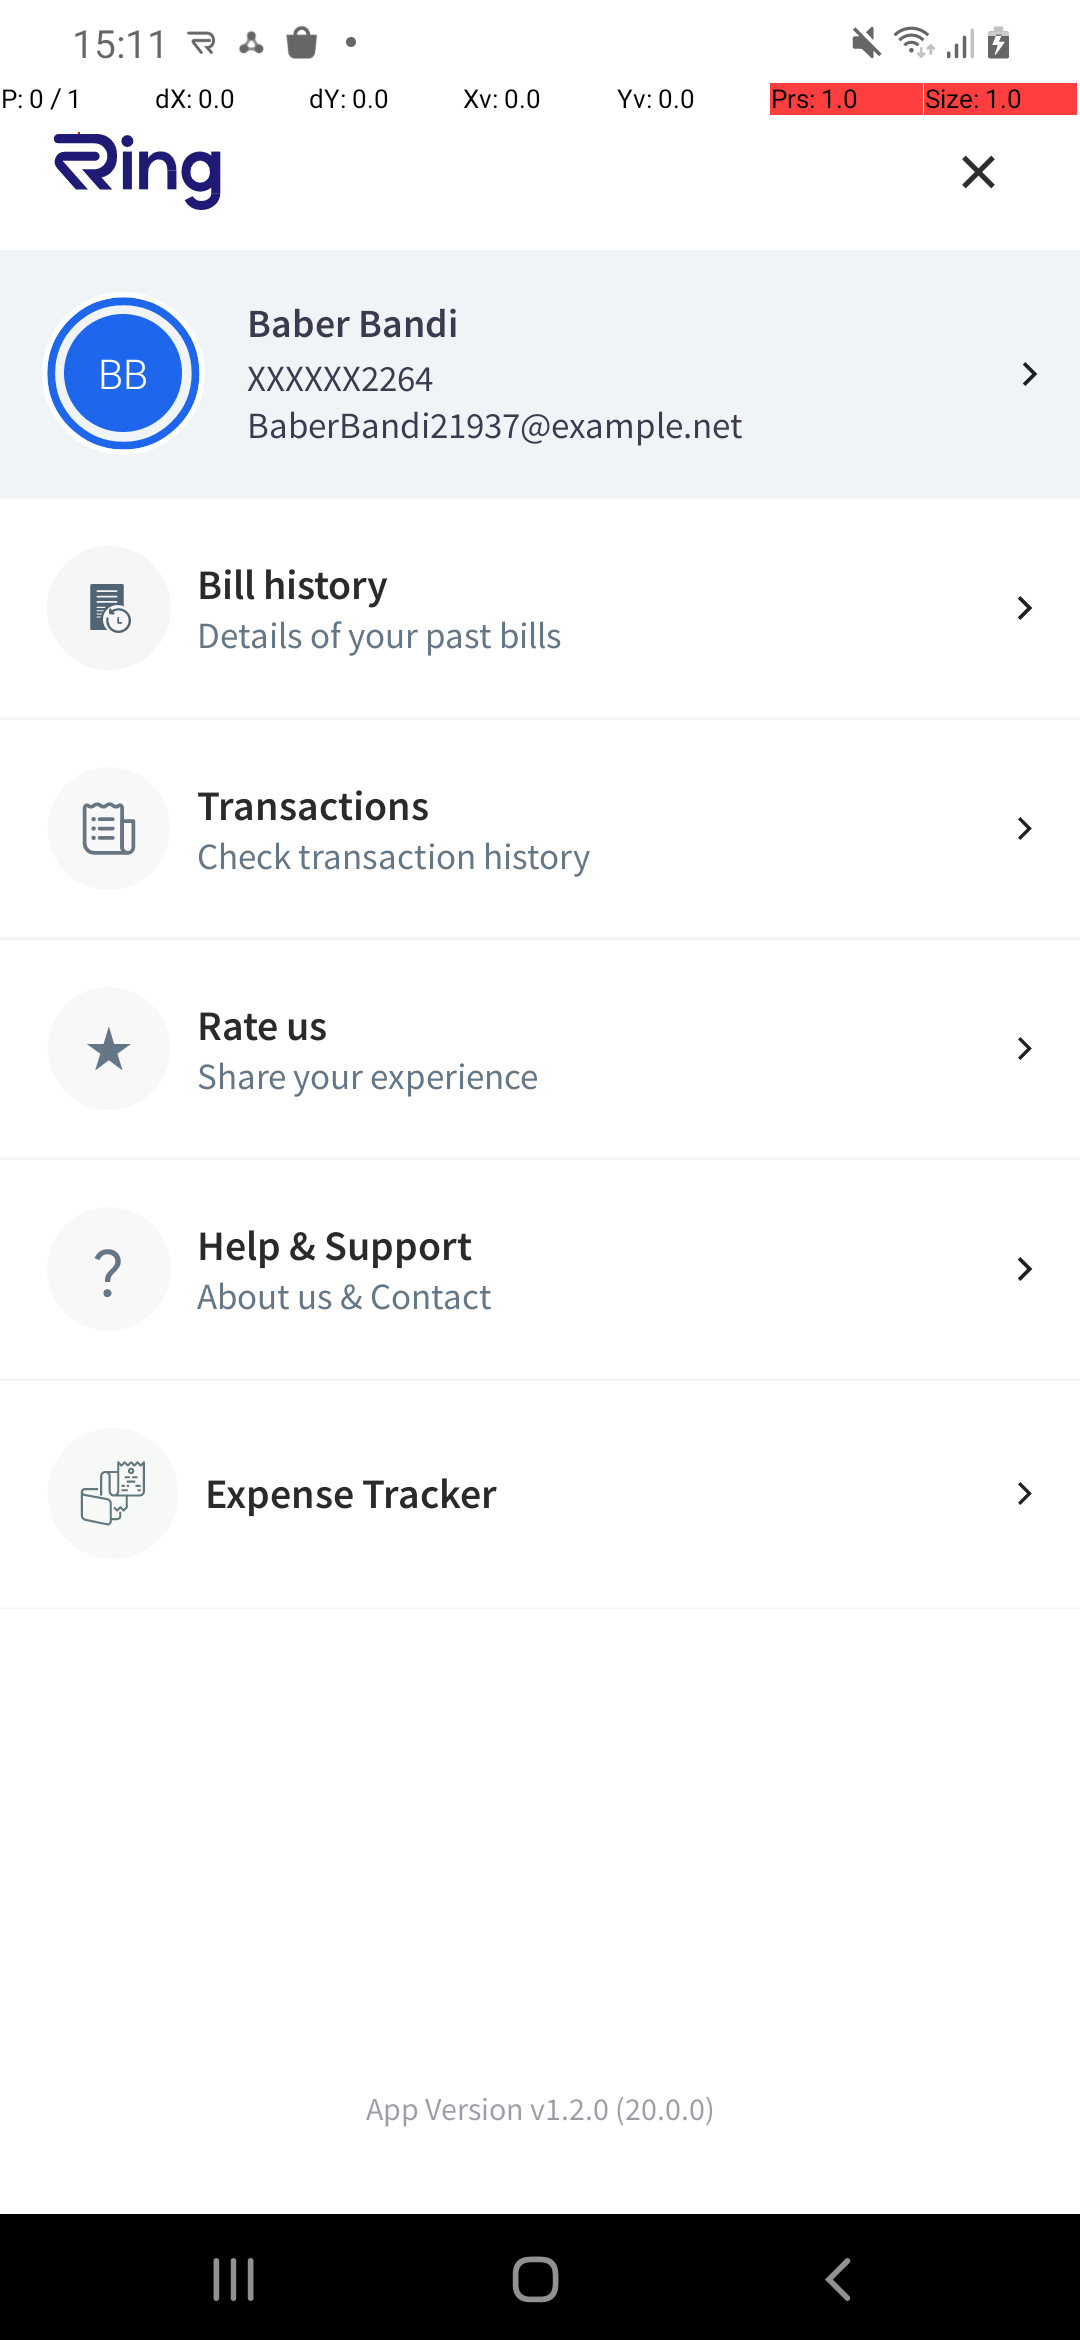 15:11
P: 0 / 1 dX: 0.0 dY: 0.0 Xv: 0.0 Yv: 0.0 Prs: 1.0 Size: 1.0
Ring
BB
Baber Bandi
XXXXXX2264
BaberBandi21937@example.net
Bill history
Details of your past bills
Transactions
Check transaction history
Rate us
Share your experience
Help & Support
About us & Contact
Expense Tracker
App Version v1.2.0 (20.0.0)